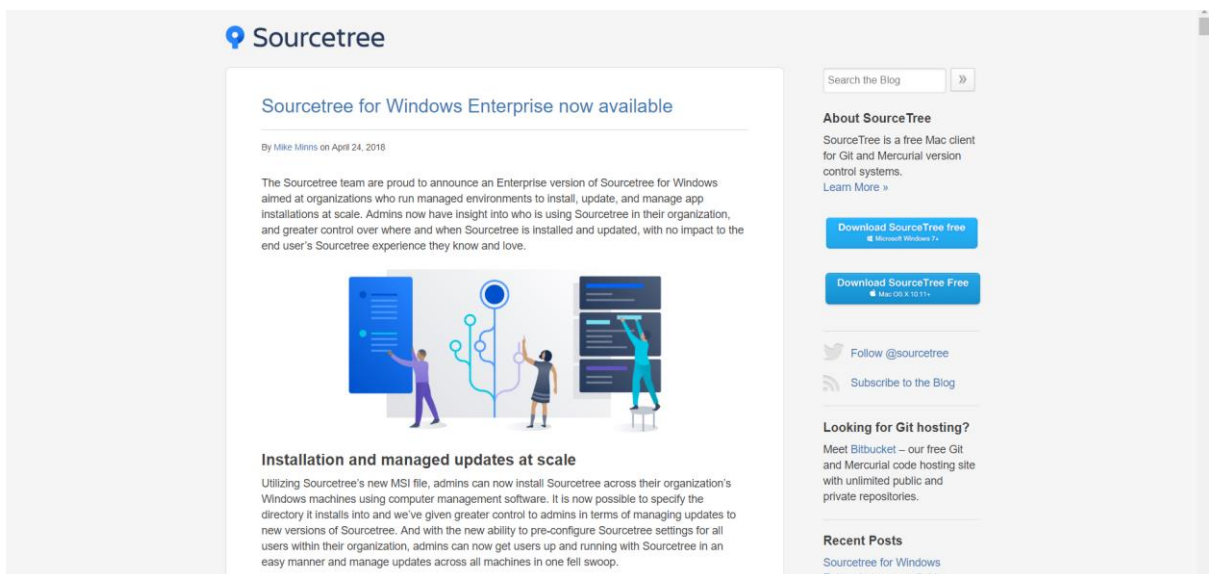 Sourcetree
Sourcetree for Windows Enterprise now available
By Mike Minns on April 24, 2018
The Sourcetree team are proud to announce an Enterprise version of Sourcetree for Windows
aimed at organizations who run managed environments to install, update, and manage app
installations at scale. Admins now have insight into who is using Sourcetree in their organization,
and greater control over where and when Sourcetree is installed and updated, with no impact to the
end user's Sourcetree experience they know and love.
Installation and managed updates at scale
Utilizing Sourcetree's new MSI file, admins can now install Sourcetree across their organization's
Windows machines using computer management software. It is now possible to specify the
directory it installs into and we've given greater control to admins in terms of managing updates to
new versions of Sourcetree. And with the new ability to pre-configure Sourcetree settings for all
users within their organization, admins can now get users up and running with Sourcetree in an
easy manner and manage updates across all machines in one fell swoop.
Search the Blog
»
About SourceTree
SourceTree is a free Mac client
for Git and Mercurial version
control systems.
Learn More »
Download SourceTree free
Microsoft Windows 7+
Download SourceTree Free
Mac OS X 10.11+
Follow @sourcetree
Subscribe to the Blog
Looking for Git hosting?
Meet Bitbucket – our free Git
and Mercurial code hosting site
with unlimited public and
private repositories.
Recent Posts
Sourcetree for Windows